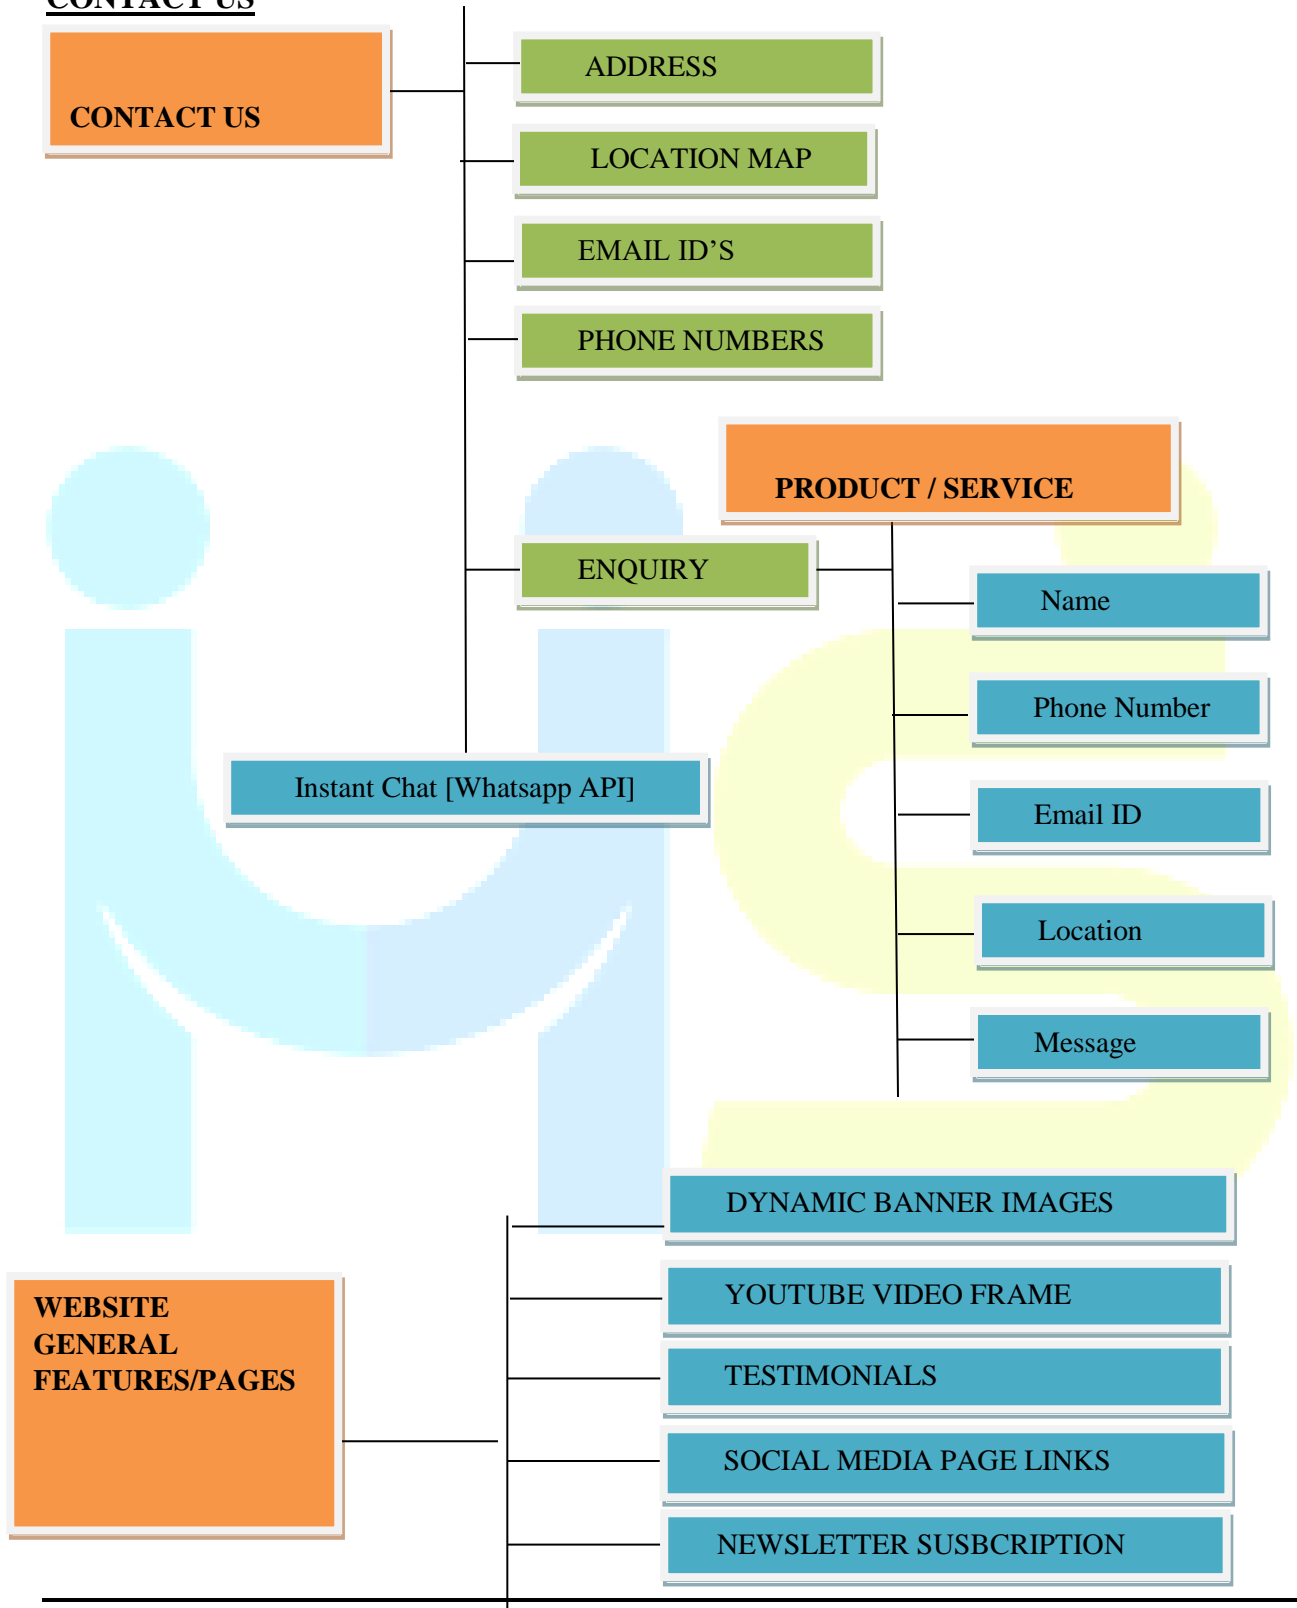 CONTACT US
CONTACT US
ADDRESS
LOCATION MAP
EMAIL ID’S
PHONE NUMBERS
PRODUCT / SERVICE
ENQUIRY
Name
Phone Number
Instant Chat [Whatsapp API]
Email ID
Location
Message
DYNAMIC BANNER IMAGES
WEBSITE
GENERAL
FEATURES/PAGES
YOUTUBE VIDEO FRAME
TESTIMONIALS
SOCIAL MEDIA PAGE LINKS
NEWSLETTER SUSBCRIPTION